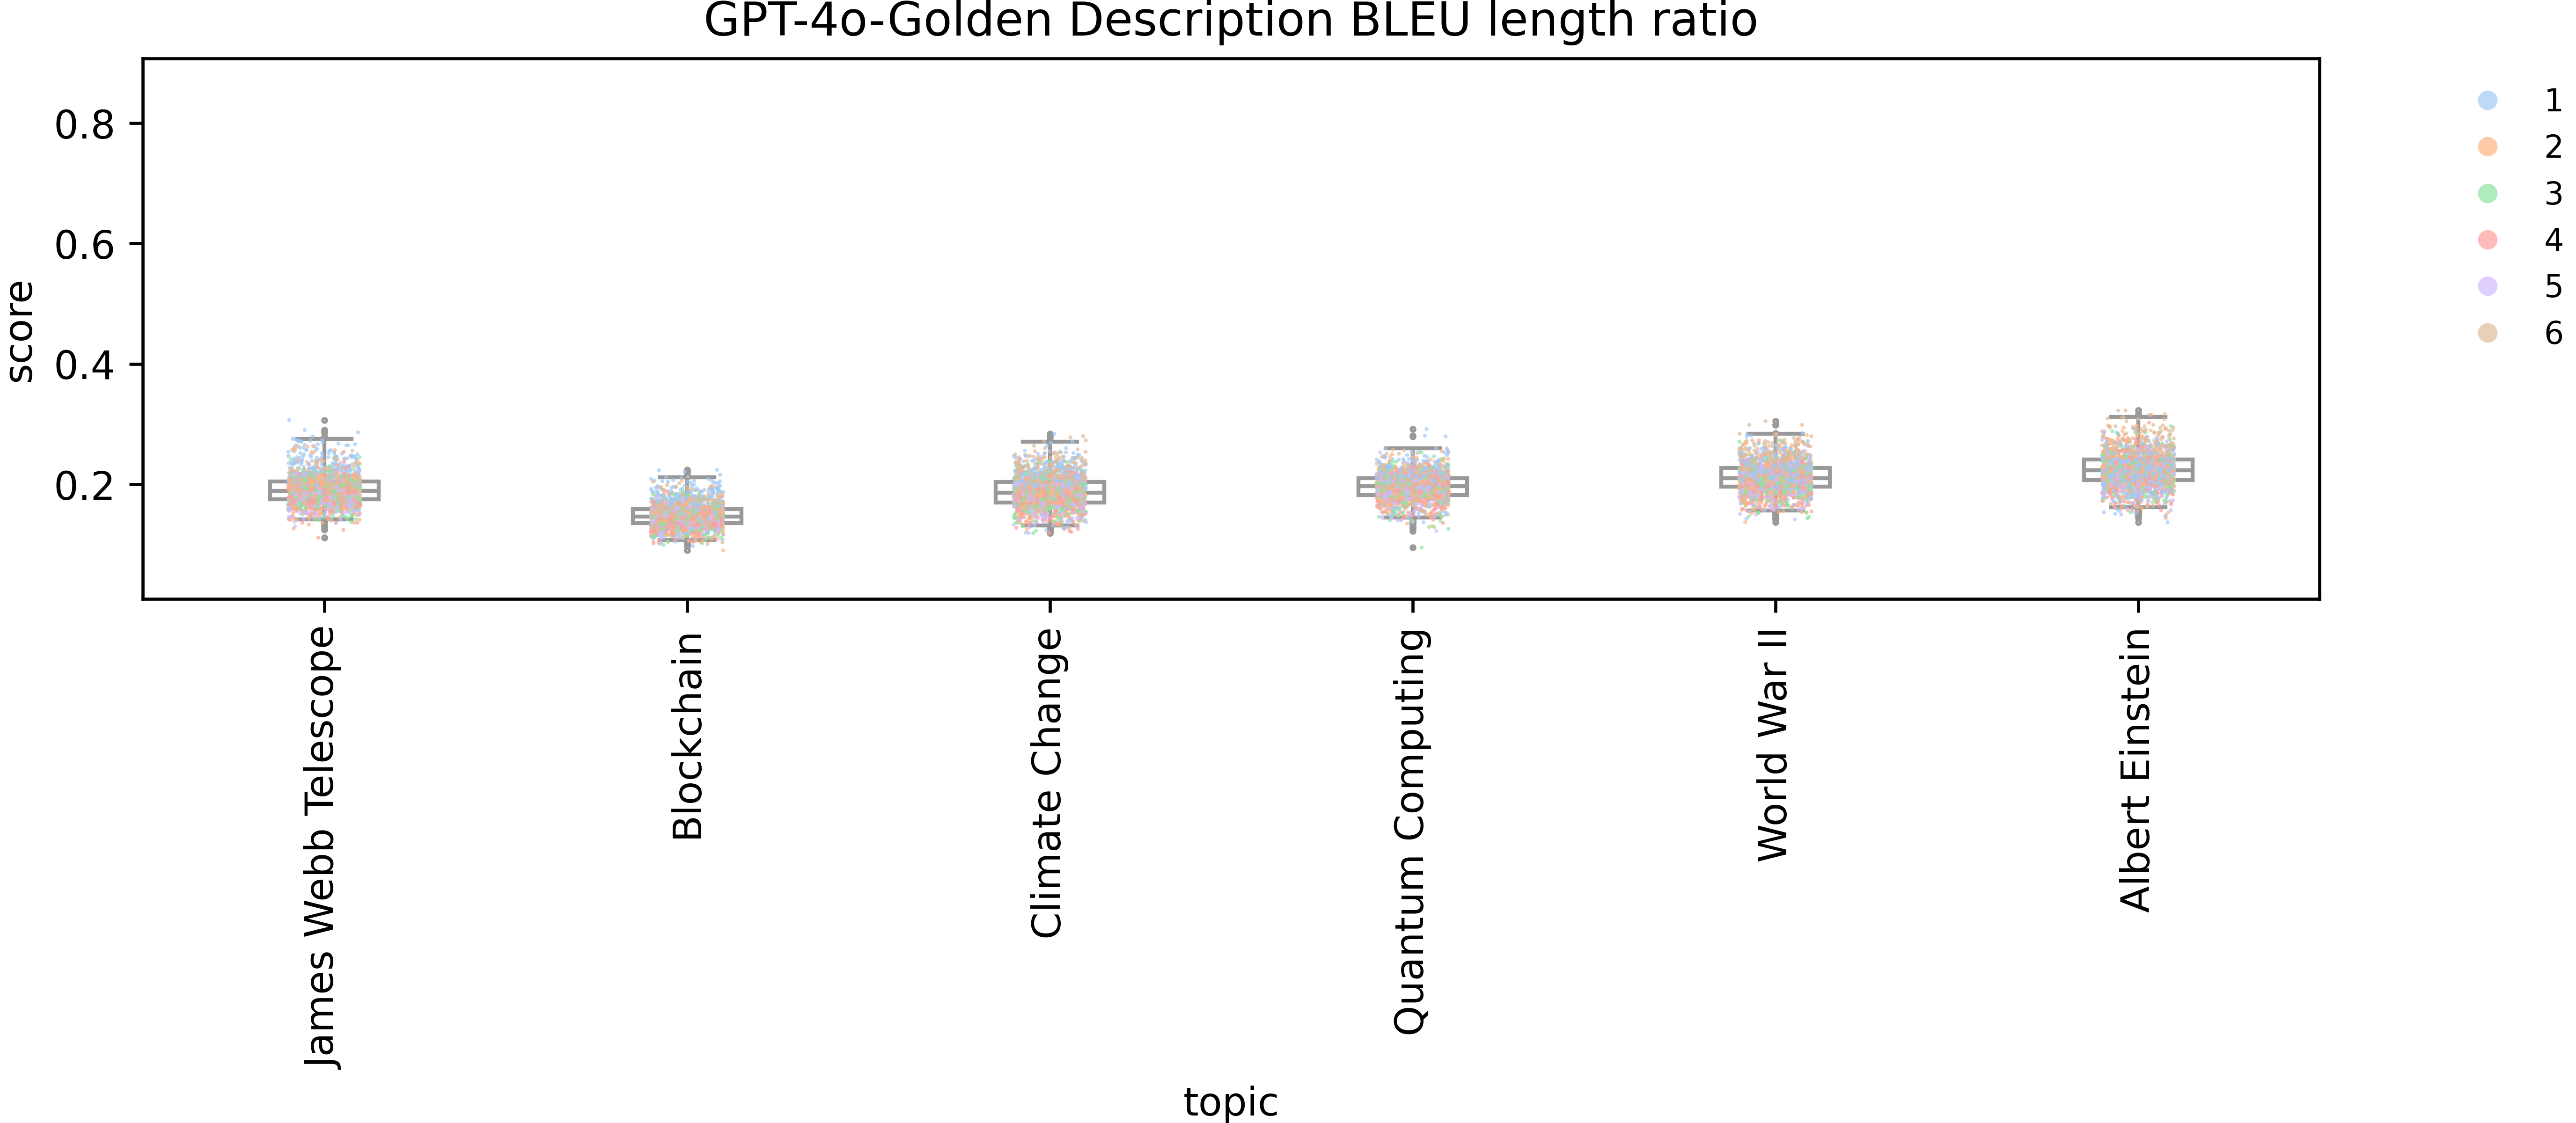 GPT-4o-Golden Description BLEU length ratio
score
0.8
0.6
0.4
0.2
1
2
3
4
5
6
James Webb Telescope
Blockchain
Climate Change
Quantum Computing
World War II
Albert Einstein
topic